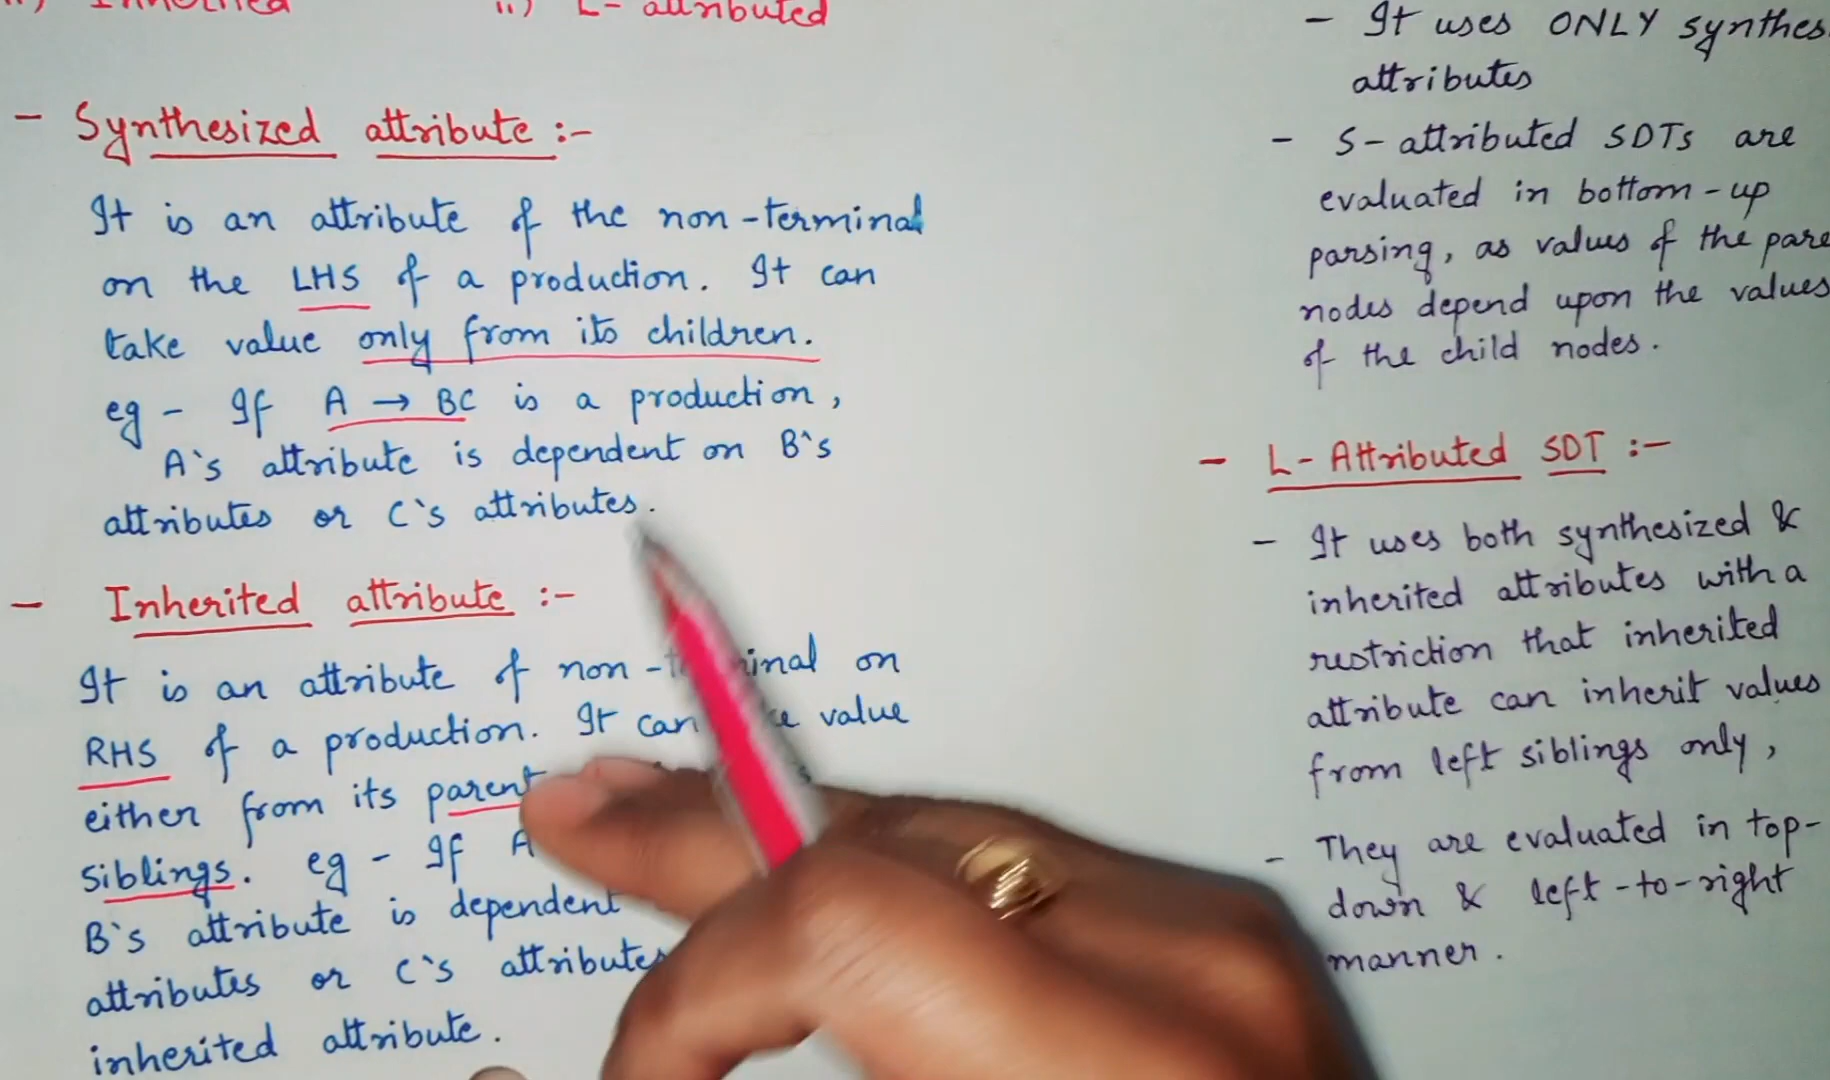 ii) L- attributed
- Synthesized attribute :-
It is an attribute of the non-terminal
on the LHS of a production. It can
take value only from its children.
eg - If A → BC is a production,
A's attribute is dependent on B's
attributes or C's attributes.
- Inherited attribute :-
It is an attribute of non- on
RHS of a production. It can value
either from its parent
siblings. eg - If A
B's attribute is dependent
attributes or C's attributes
inherited attribute.
- It uses ONLY
attributes
- S- attributed SDTs are
evaluated in bottom-up
parsing, as values of the
nodes depend upon the values
of the child nodes.
- L- Attributed SDT :-
- It uses both synthesized &
inherited attributes with a
restriction that inherited
attribute can inherit values
from left siblings only,
- They are evaluated in top-
down & left-to-right
manner.